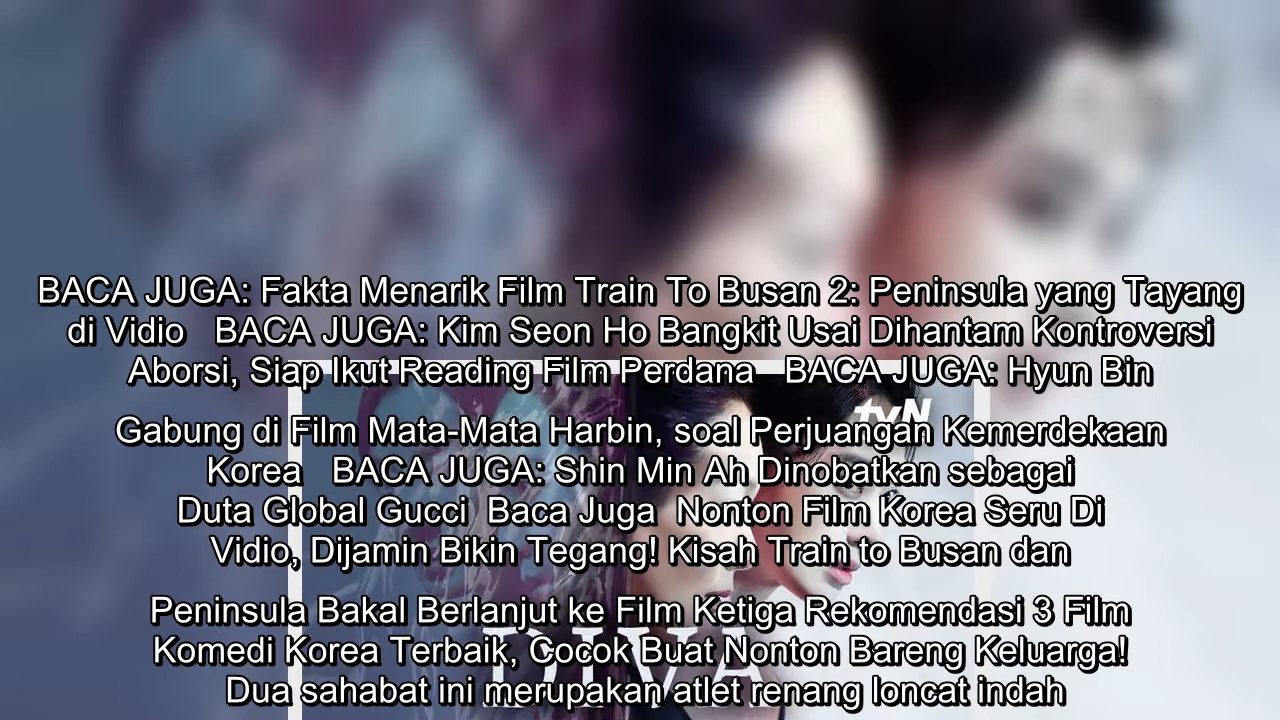 BACA JUGA: Fakta Menarik Film Train To Busan 2: Peninsula yang Tayang
di Vidio   BACA JUGA: Kim Seon Ho Bangkit Usai Dihantam Kontroversi
Aborsi, Siap Ikut Reading Film Perdana   BACA JUGA: Hyun Bin
tvN
Gabung di Film Mata-Mata Harbin, soal Perjuangan Kemerdekaan
Korea   BACA JUGA: Shin Min Ah Dinobatkan sebagai
Duta Global Gucci  Baca Juga  Nonton Film Korea Seru Di
Vidio, Dijamin Bikin Tegang! Kisah Train to Busan dan
Peninsula Bakal Berlanjut ke Film Ketiga Rekomendasi 3 Film
Komedi Korea Terbaik, Cocok Buat Nonton Bareng Keluarga!
DIVA
Dua sahabat ini merupakan atlet renang loncat indah